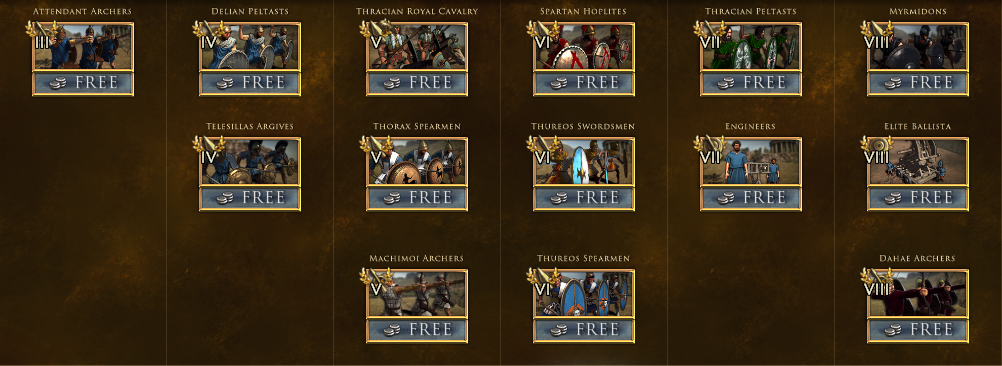 ATTENDANT ARCHERS DELIAN PELTASTS THRACIAN ROYAL CAVALRY SPARTAN HOPLITES THRACIAN PELTASTS MYRMIDONS
III IV V VI VII VIII
FREE FREE FREE FREE FREE FREE
TELESILLAS ARGIVES THORAX SPEARMEN THUREOS SWORDSMEN ENGINEERS ELITE BALLISTA
IV V VI VII VIII
FREE FREE FREE FREE FREE
MACHIMOI ARCHERS THUREOS SPEARMEN DAHAE ARCHERS
V VI VIII
FREE FREE FREE